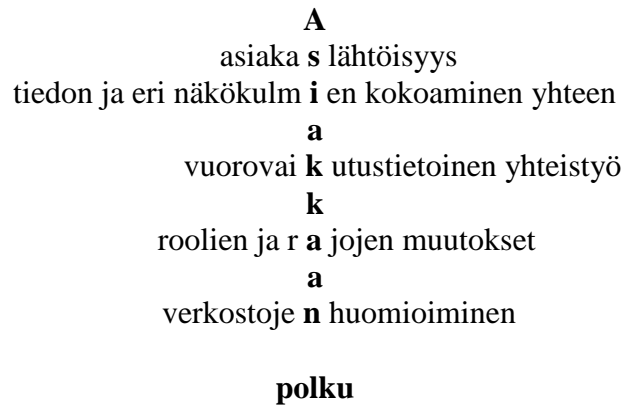 A
asiaka s lähtöisyys
tiedon ja eri näkökulm i en kokoaminen yhteen
a
vuorovai k utustietoinen yhteistyö
k
roolien ja r a jojen muutokset
a
verkostoje n huomioiminen
polku